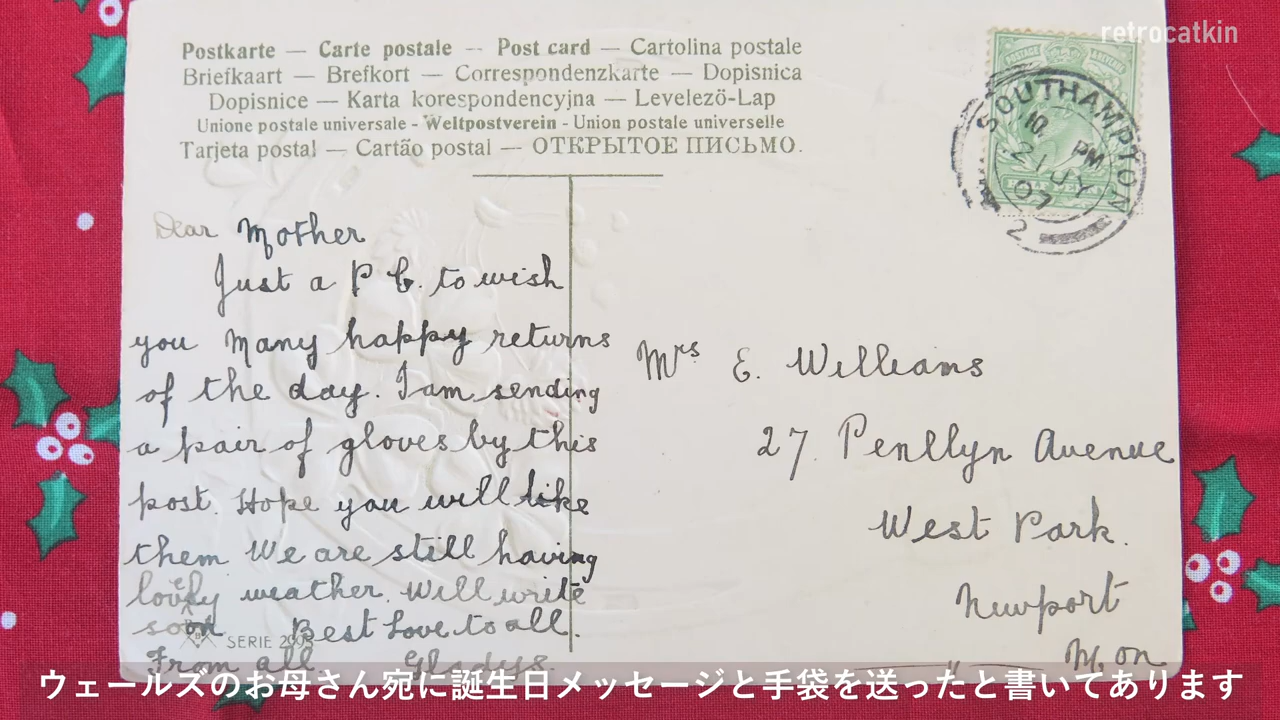 retrocatkin
Postkarte — Carte postale — Post card — Cartolina postale
Briefkaart — Brefkort — Correspondenzkarte — Dopisnica
Dopisnice — Karta korespondencyjna — Levelezö-Lap
Unione postale universale - Weltpostverein - Union postale universelle
Tarjeta postal — Cartão postal — ОТКРЫТОЕ ПИСЬМО.
SOUTHAMPTON
10. PM
21 JY
07
2
Dear Mother
Just a P C. to wish
you Many happy returns
of the day. I am sending
a pair of gloves by this
post. Hope you will like
them We are still having
lovely weather. Will write
soon Best Love to all.
From all Gladys.
SERIE
Mrs E. Williams
27. Penllyn Avenue
West Park.
Newport
" Mon
ウェールズのお母さん宛に誕生日メッセージと手袋を送ったと書いてあります